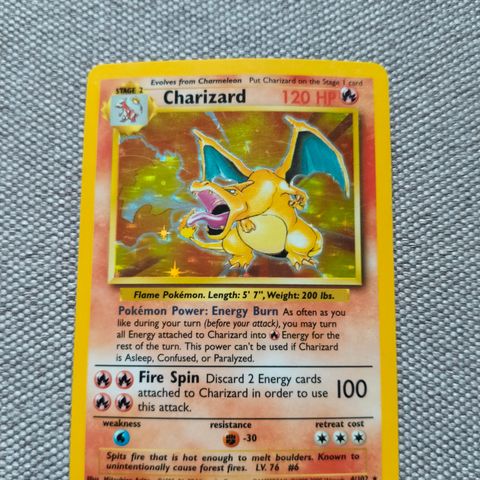 Evolves from Charmeleon Put Charizard on the Stage 1 card
STAGE 2
Charizard 120 HP
Flame Pokémon. Length: 5' 7", Weight: 200 lbs.
Pokémon Power: Energy Burn As often as you
like during your turn (before your attack), you may turn
all Energy attached to Charizard into Energy for the
rest of the turn. This power can't be used if Charizard
is Asleep, Confused, or Paralyzed.
Fire Spin Discard 2 Energy cards
attached to Charizard in order to use
this attack.
100
weakness resistance retreat cost
-30
Spits fire that is hot enough to melt boulders. Known to
unintentionally cause forest fires. LV. 76 #6
4/102